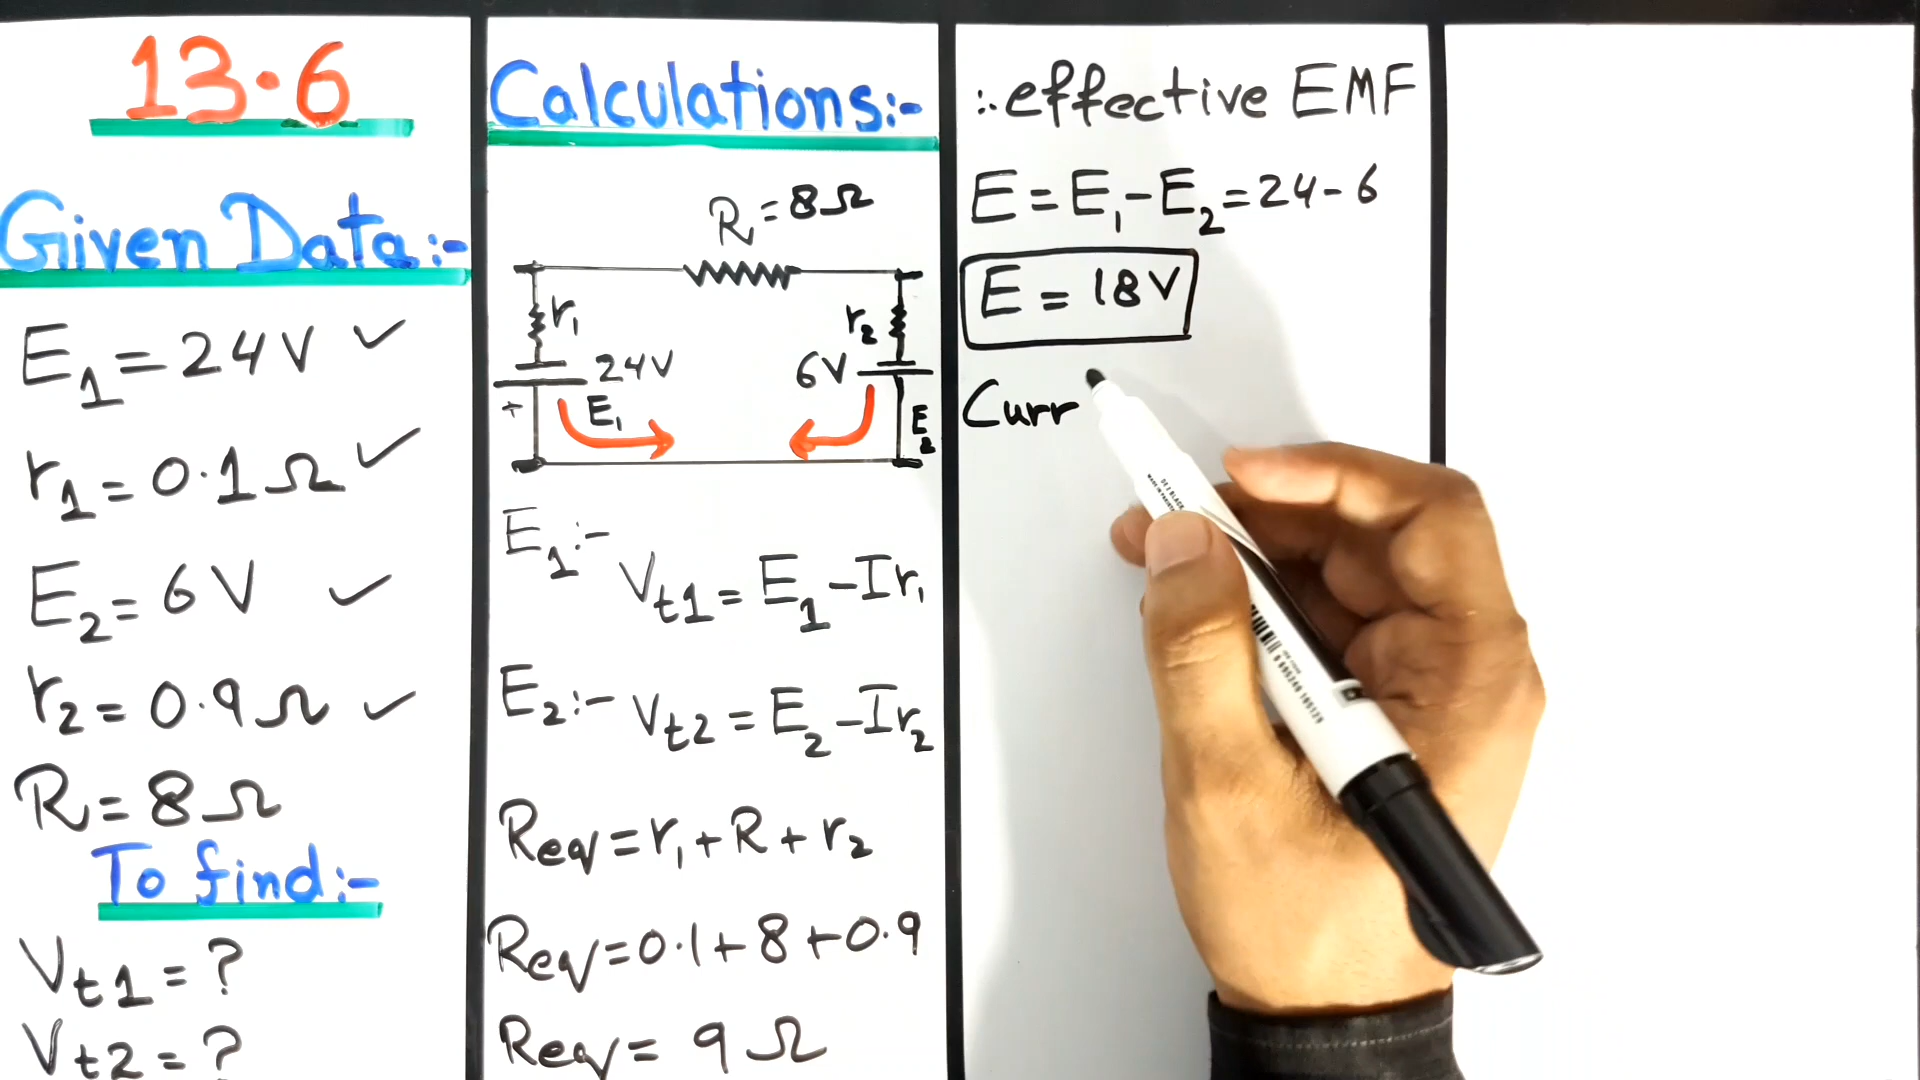 13.6
Given Data:-
E1 = 24V ✓
r1 = 0.1Ω ✓
E2 = 6V ✓
r2 = 0.9Ω ✓
R = 8Ω
To find:-
Vt1 = ?
Vt2 = ?
Calculations:-
R = 8Ω
r1
r2
24V
6V
+
E1
E2
E1:-
Vt1 = E1 - Ir1
E2:-
Vt2 = E2 - Ir2
Req = r1 + R + r2
Req = 0.1 + 8 + 0.9
Req = 9Ω
∴ effective EMF
E = E1 - E2 = 24 - 6
E = 18V
Curr